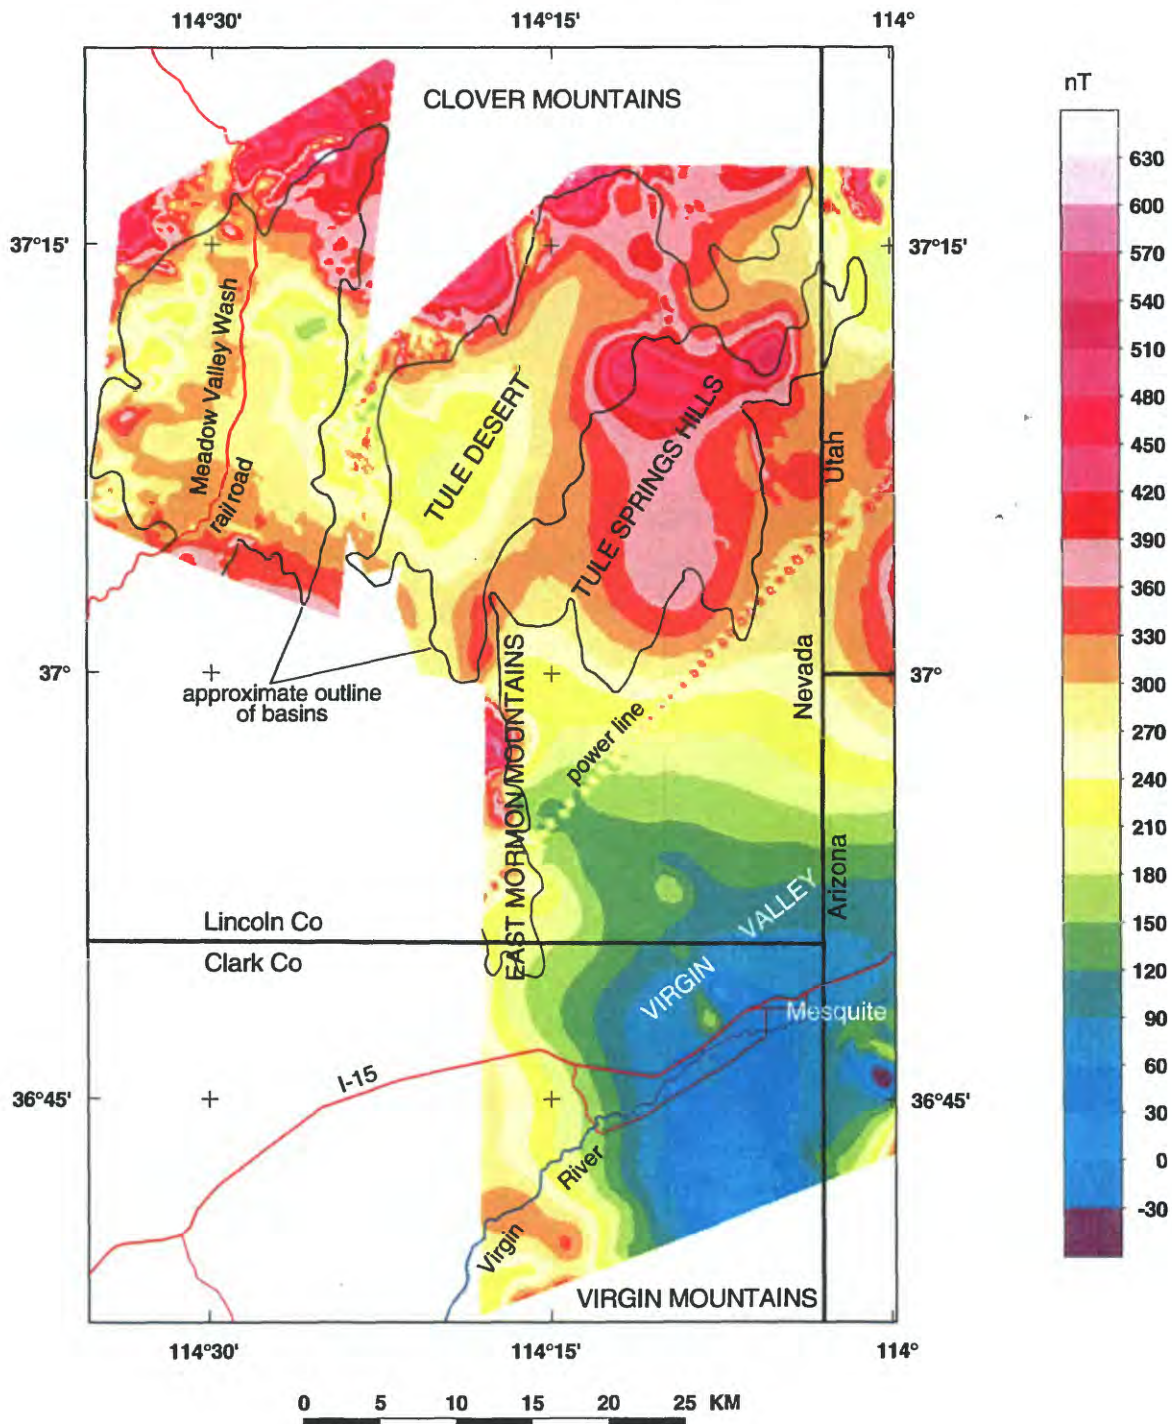 114°30' 114°15' 114°
nT
CLOVER MOUNTAINS
630
600
37°15' 37°15'
570
540
510
480
450
420
390
360
330
300
270
240
210
180
150
120
90
60
30
0
-30
Meadow Valley Wash
railroad
TULE DESERT
TULE SPRINGS HILLS
Utah
Nevada
Arizona
37° 37°
approximate outline
of basins
EAST MORMON MOUNTAINS
power line
Lincoln Co
Clark Co
VIRGIN VALLEY
Mesquite
I-15
36°45' 36°45'
Virgin River
VIRGIN MOUNTAINS
114°30' 114°15' 114°
0 5 10 15 20 25 KM